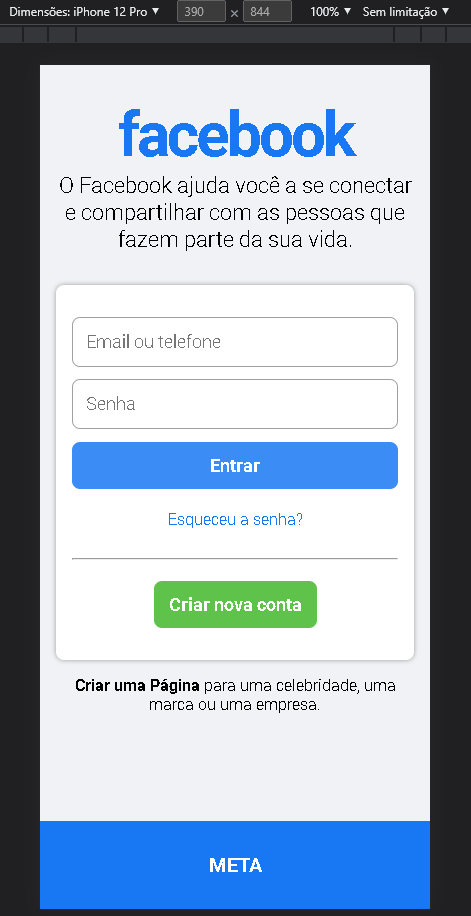 Dimensões: iPhone 12 Pro ▼ 390 × 844 100% ▼ Sem limitação ▼
facebook
O Facebook ajuda você a se conectar
e compartilhar com as pessoas que
fazem parte da sua vida.
Email ou telefone
Senha
Entrar
Esqueceu a senha?
Criar nova conta
Criar uma Página para uma celebridade, uma
marca ou uma empresa.
META